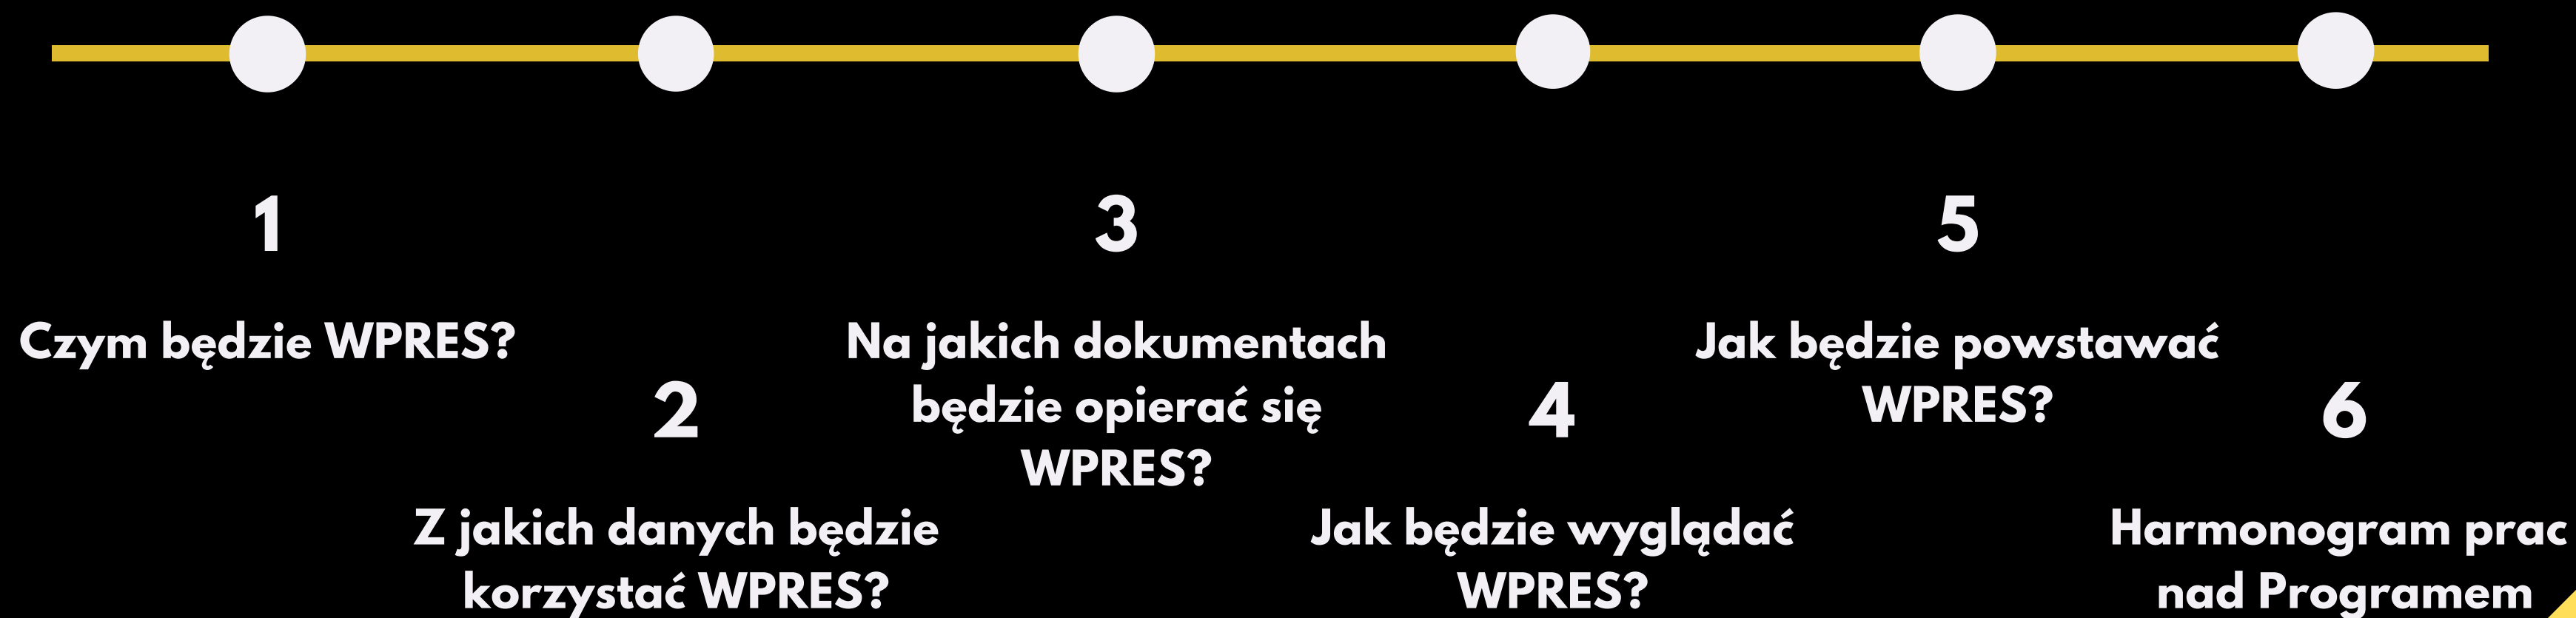 1
Czym będzie WPRES?
2
Z jakich danych będzie
korzystać WPRES?
3
Na jakich dokumentach
będzie opierać się
WPRES?
4
Jak będzie wyglądać
WPRES?
5
Jak będzie powstawać
WPRES?
6
Harmonogram prac
nad Programem